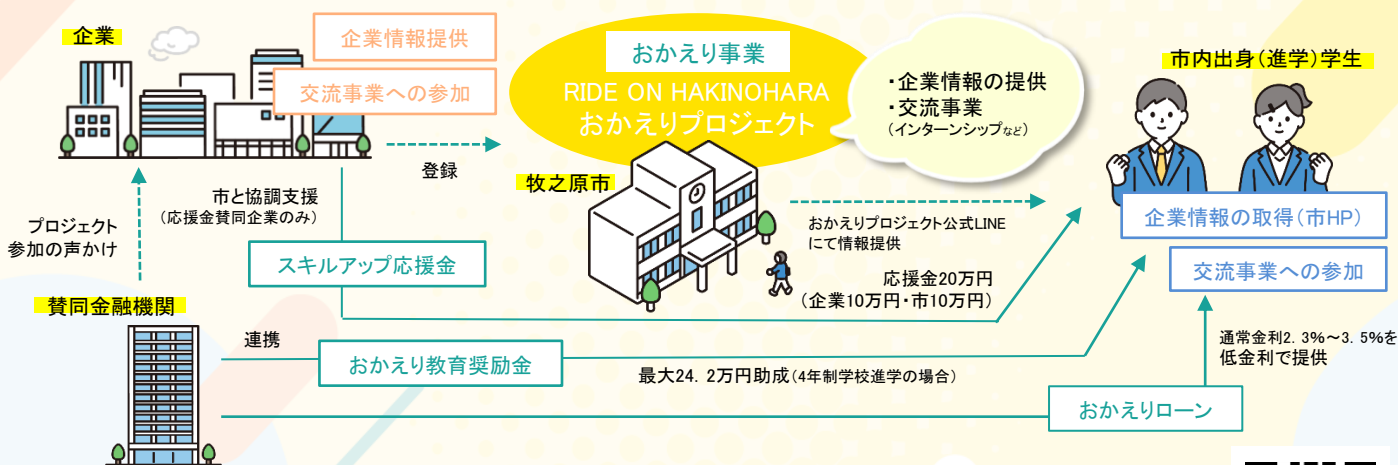 企業
企業情報提供
交流事業への参加
おかえり事業
RIDE ON HAKINOHARA
おかえりプロジェクト
・企業情報の提供
・交流事業
（インターンシップなど）
市内出身（進学）学生
登録
牧之原市
市と協調支援
（応援金賛同企業のみ）
プロジェクト
参加の声かけ
おかえりプロジェクト公式LINE
にて情報提供
企業情報の取得（市HP）
交流事業への参加
スキルアップ応援金
応援金20万円
（企業10万円・市10万円）
賛同金融機関
連携
おかえり教育奨励金
最大24．2万円助成（4年制学校進学の場合）
通常金利2．3％～3．5％を
低金利で提供
おかえりローン